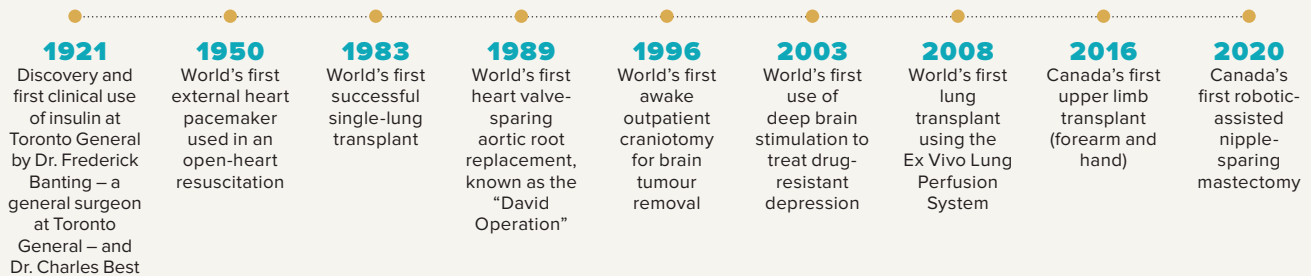 1921
Discovery and
first clinical use
of insulin at
Toronto General
by Dr. Frederick
Banting – a
general surgeon
at Toronto
General – and
Dr. Charles Best
1950
World’s first
external heart
pacemaker
used in an
open-heart
resuscitation
1983
World’s first
successful
single-lung
transplant
1989
World’s first
heart valve-
sparing
aortic root
replacement,
known as the
“David
Operation”
1996
World’s first
awake
outpatient
craniotomy
for brain
tumour
removal
2003
World’s first
use of
deep brain
stimulation to
treat drug-
resistant
depression
2008
World’s first
lung
transplant
using the
Ex Vivo Lung
Perfusion
System
2016
Canada’s first
upper limb
transplant
(forearm and
hand)
2020
Canada’s
first robotic-
assisted
nipple-
sparing
mastectomy